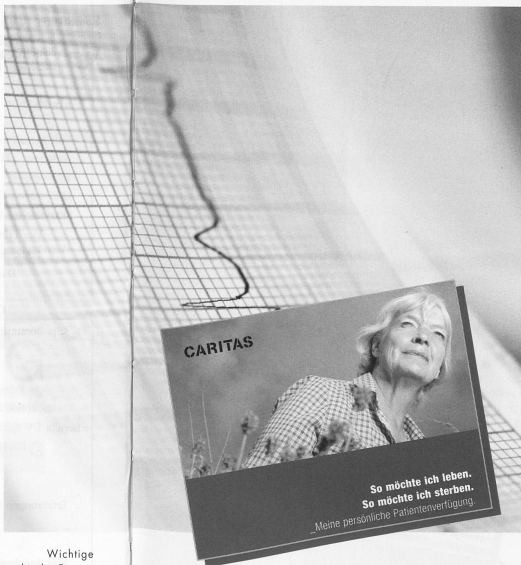 CARITAS
So möchte ich leben.
So möchte ich sterben.
_Meine persönliche Patientenverfügung.
Wichtige